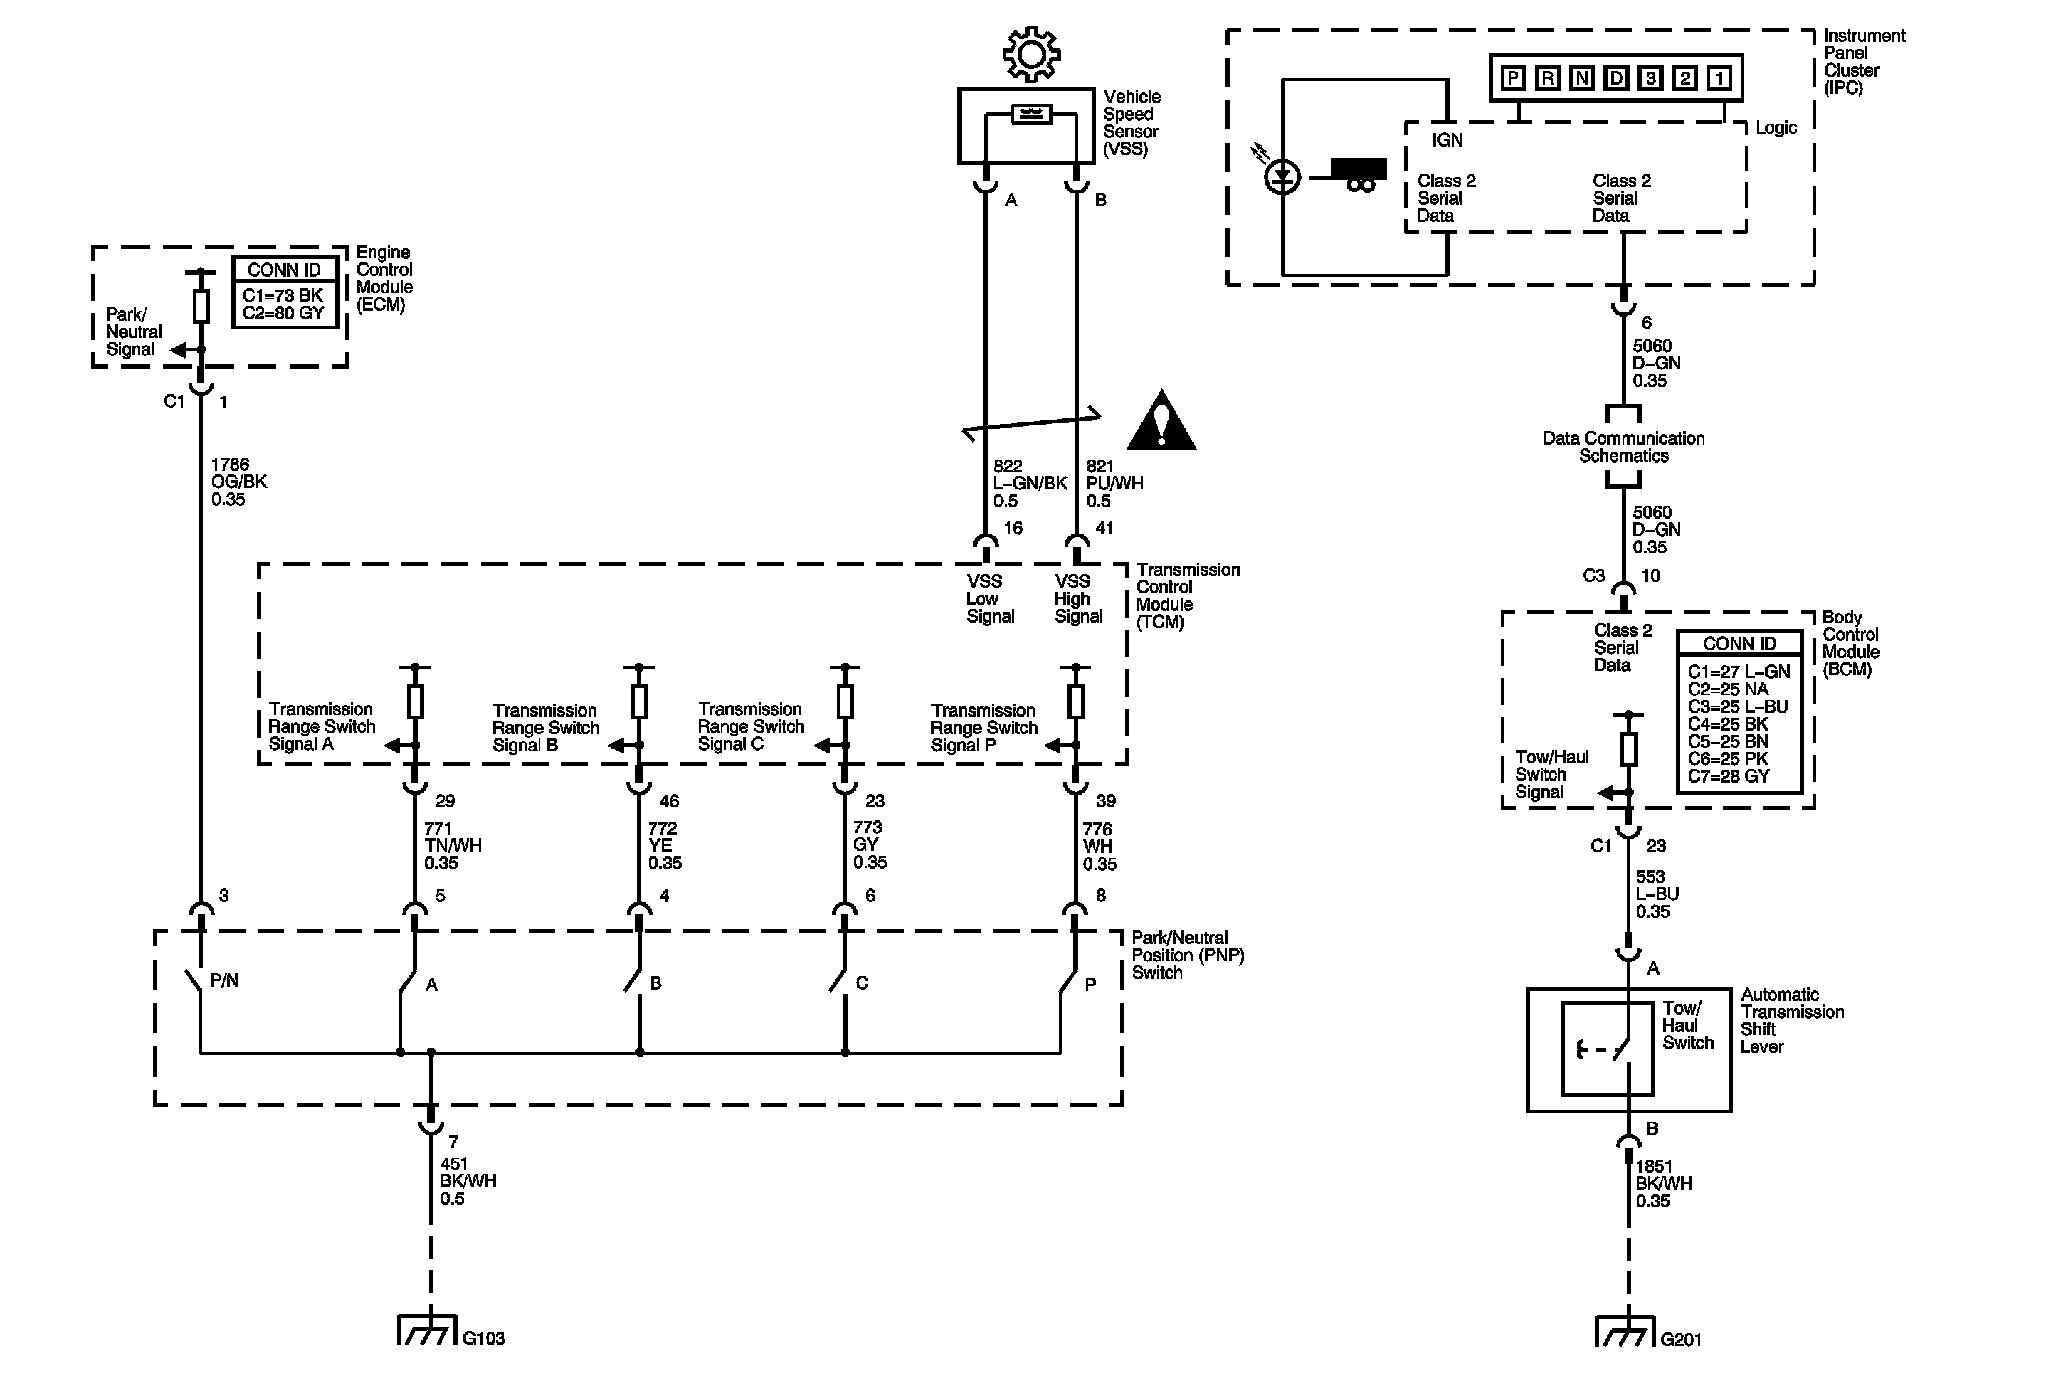 Instrument
Panel
Cluster
(IPC)
P R N D 3 2 1
Logic
IGN
Class 2
Serial
Data
Class 2
Serial
Data
6
5060
D-GN
0.35
Data Communication
Schematics
5060
D-GN
0.35
C3 10
Body
Control
Module
(BCM)
Class 2
Serial
Data
CONN ID
C1=27 L-GN
C2=25 NA
C3=25 L-BU
C4=25 BK
C5-25 BN
C6=25 PK
C7=28 GY
Tow/Haul
Switch
Signal
C1 23
553
L-BU
0.35
A
Automatic
Transmission
Shift
Lever
Tow/
Haul
Switch
B
1851
BK/WH
0.35
G201
Vehicle
Speed
Sensor
(VSS)
A B
822
L-GN/BK
0.5
821
PU/WH
0.5
16 41
Engine
Control
Module
(ECM)
CONN ID
C1=73 BK
C2=80 GY
Park/
Neutral
Signal
C1 1
1786
OG/BK
0.35
Transmission
Control
Module
(TCM)
VSS
Low
Signal
VSS
High
Signal
Transmission
Range Switch
Signal A
Transmission
Range Switch
Signal B
Transmission
Range Switch
Signal C
Transmission
Range Switch
Signal P
29 46 23 39
771
TN/WH
0.35
772
YE
0.35
773
GY
0.35
776
WH
0.35
3 5 4 6 8
Park/Neutral
Position (PNP)
Switch
P/N A B C P
7
451
BK/WH
0.5
G103